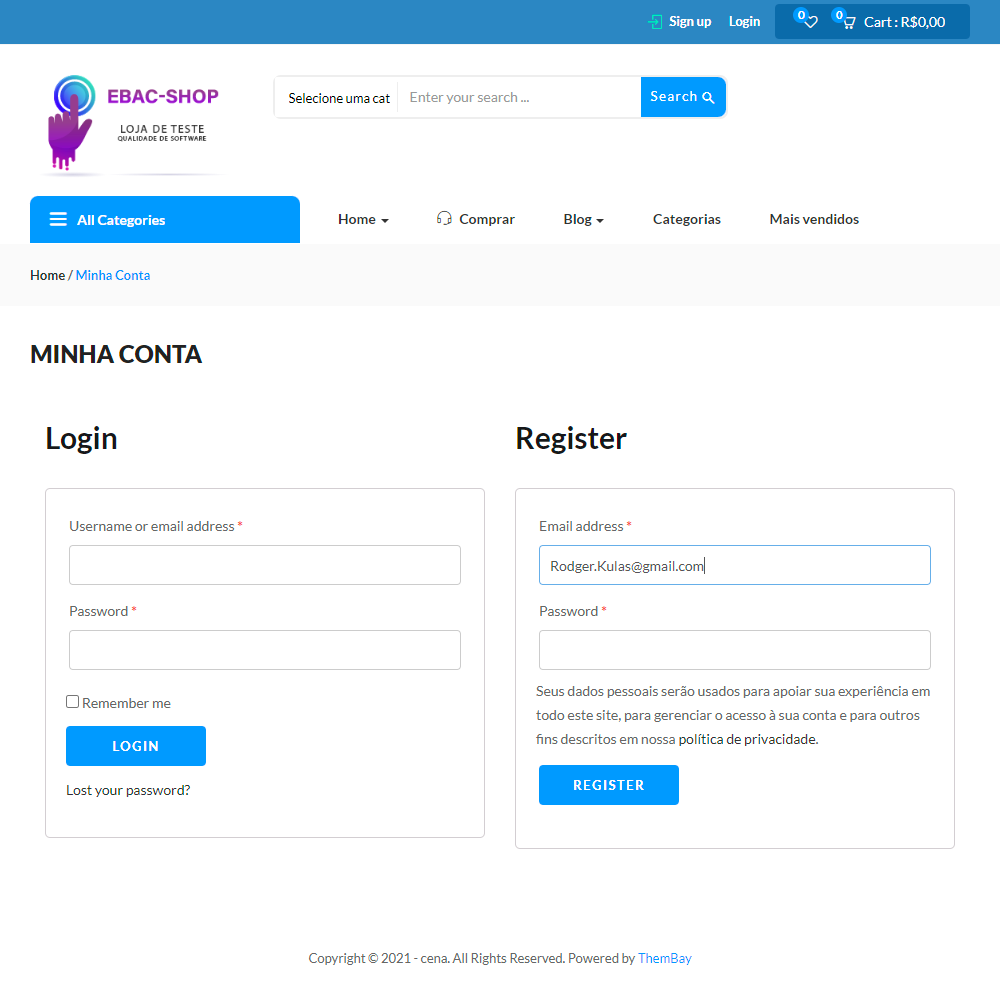 Sign up
Login
0
0
Cart : R$0,00
EBAC-SHOP
LOJA DE TESTE
QUALIDADE DE SOFTWARE
Selecione uma cat
Enter your search ...
Search
All Categories
Home
Comprar
Blog
Categorias
Mais vendidos
Home / Minha Conta
MINHA CONTA
Login
Username or email address *
Password *
Remember me
LOGIN
Lost your password?
Register
Email address *
Rodger.Kulas@gmail.com
Password *
Seus dados pessoais serão usados para apoiar sua experiência em
todo este site, para gerenciar o acesso à sua conta e para outros
fins descritos em nossa política de privacidade.
REGISTER
Copyright © 2021 - cena. All Rights Reserved. Powered by ThemBay